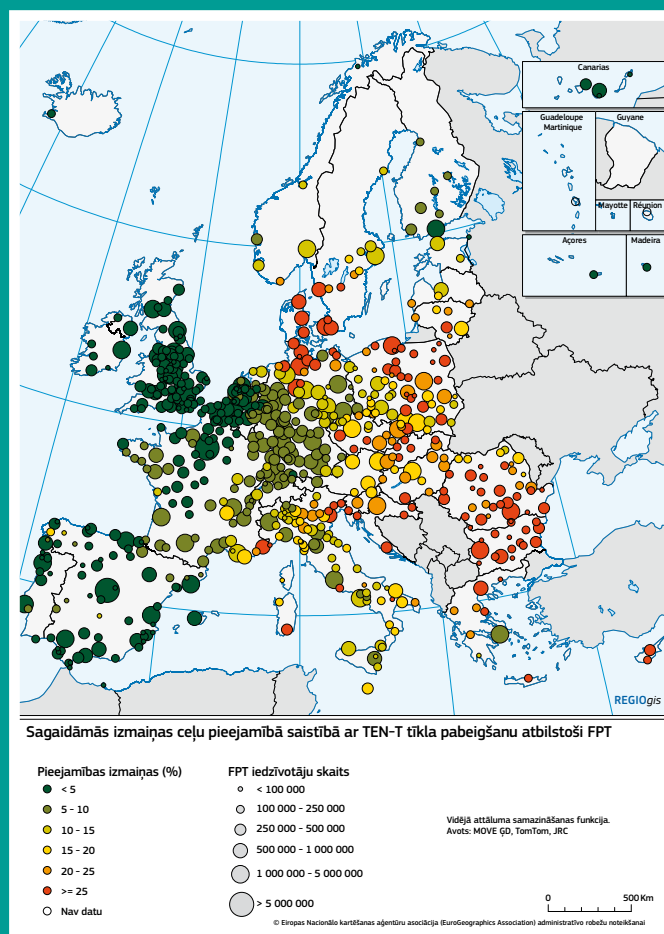 Canarias
Guadeloupe
Martinique
Guyane
Mayotte
Réunion
Açores
Madeira
REGIOgis
Sagaidāmās izmaiņas ceļu pieejamībā saistībā ar TEN-T tīkla pabeigšanu atbilstoši FPT
Pieejamības izmaiņas (%)
< 5
5 - 10
10 - 15
15 - 20
20 - 25
>= 25
Nav datu
FPT iedzīvotāju skaits
< 100 000
100 000 - 250 000
250 000 - 500 000
500 000 - 1 000 000
1 000 000 - 5 000 000
> 5 000 000
Vidējā attāluma samazināšanas funkcija.
Avots: MOVE ĢD, TomTom, JRC
0 500 Km
© Eiropas Nacionālo kartēšanas aģentūru asociācija (EuroGeographics Association) administratīvo robežu noteikšanai